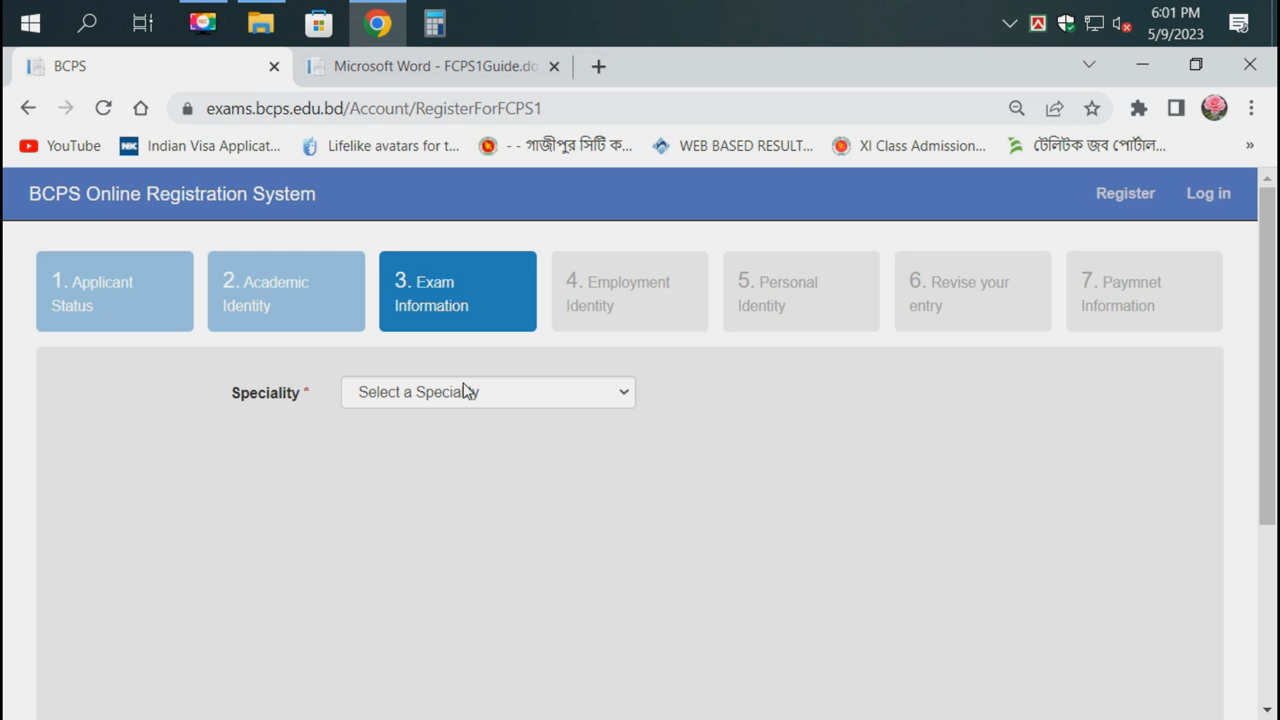 6:01 PM
5/9/2023
BCPS
Microsoft Word - FCPS1Guide.do
exams.bcps.edu.bd/Account/RegisterForFCPS1
YouTube
NK Indian Visa Applicat...
Lifelike avatars for t...
- - গাজীপুর সিটি ক...
WEB BASED RESULT...
XI Class Admission...
টেলিটক জব পোর্টাল...
»
BCPS Online Registration System
Register
Log in
1. Applicant
Status
2. Academic
Identity
3. Exam
Information
4. Employment
Identity
5. Personal
Identity
6. Revise your
entry
7. Paymnet
Information
Speciality *
Select a Speciality